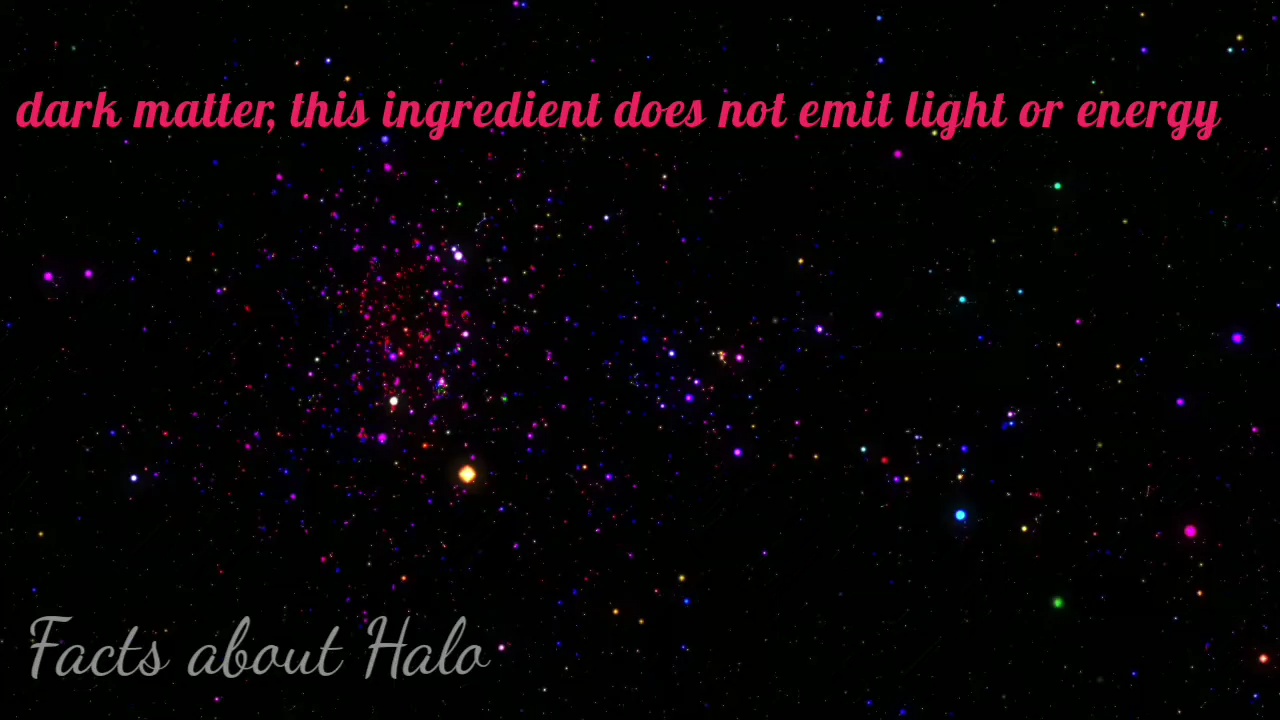 dark matter, this ingredient does not emit light or energy
Facts about Halo